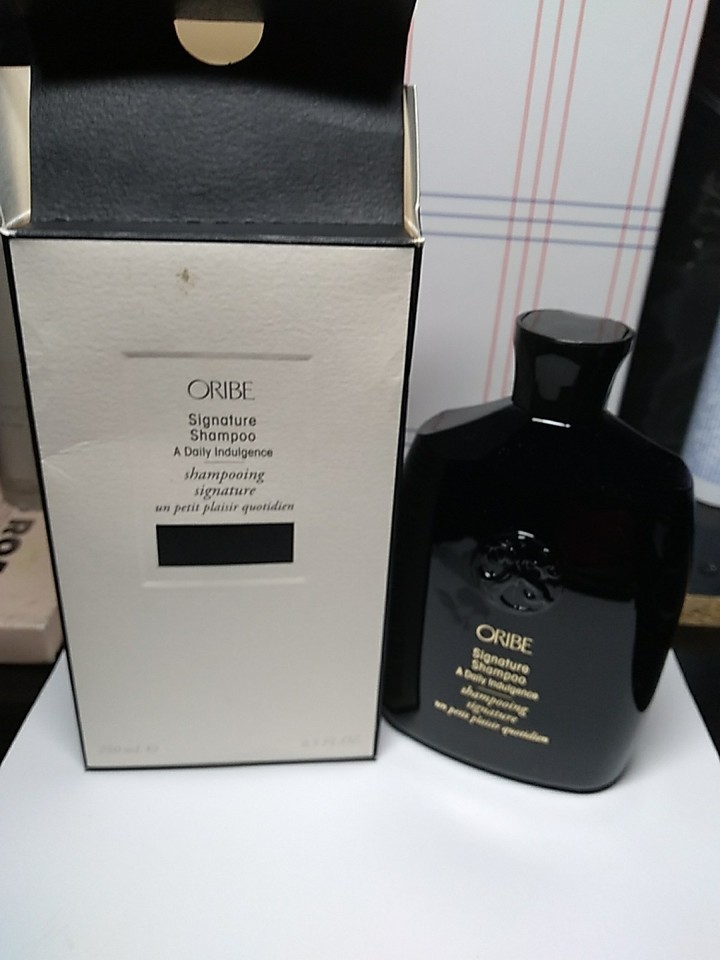 ORIBE
Signature
Shampoo
A Daily Indulgence
shampooing
signature
un petit plaisir quotidien
ORIBE
Signature
Shampoo
A Daily Indulgence
shampooing
signature
un petit plaisir quotidien